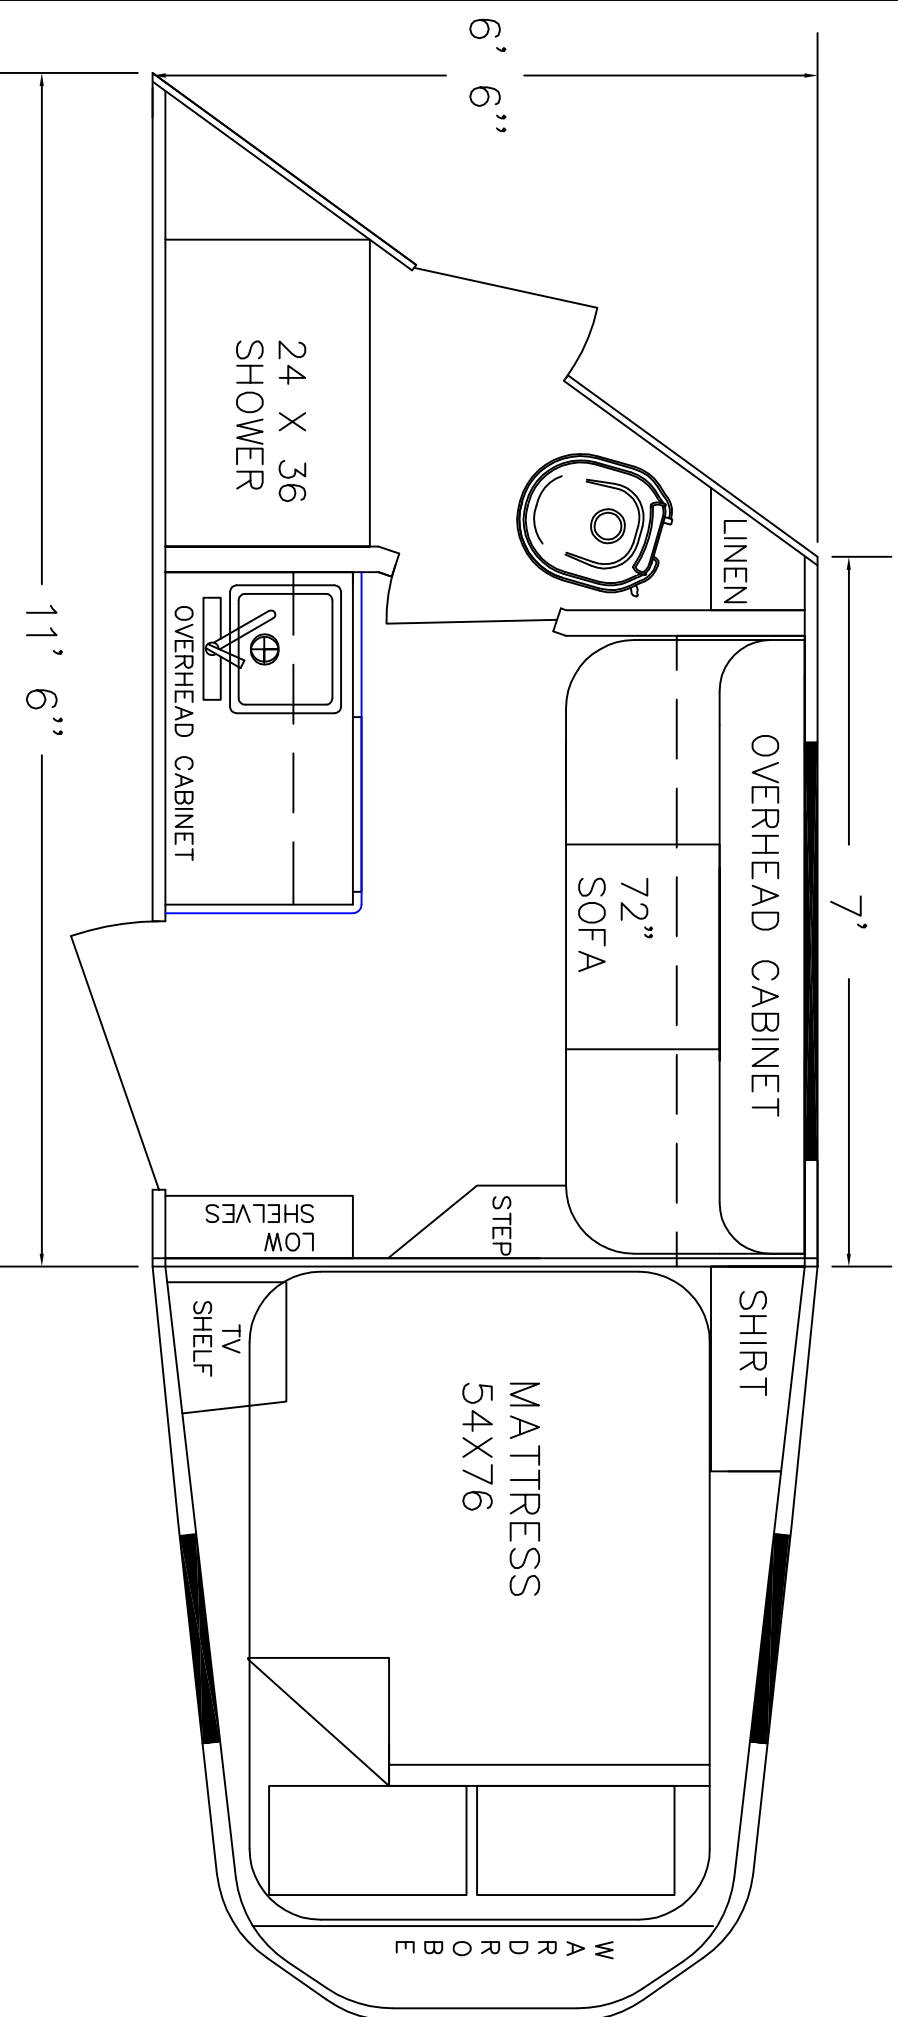 6' 6"
11' 6"
7'
24 X 36
SHOWER
LINEN
OVERHEAD CABINET
OVERHEAD CABINET
72"
SOFA
STEP
LOW
SHELVES
TV
SHELF
SHIRT
MATTRESS
54X76
WARDROBE